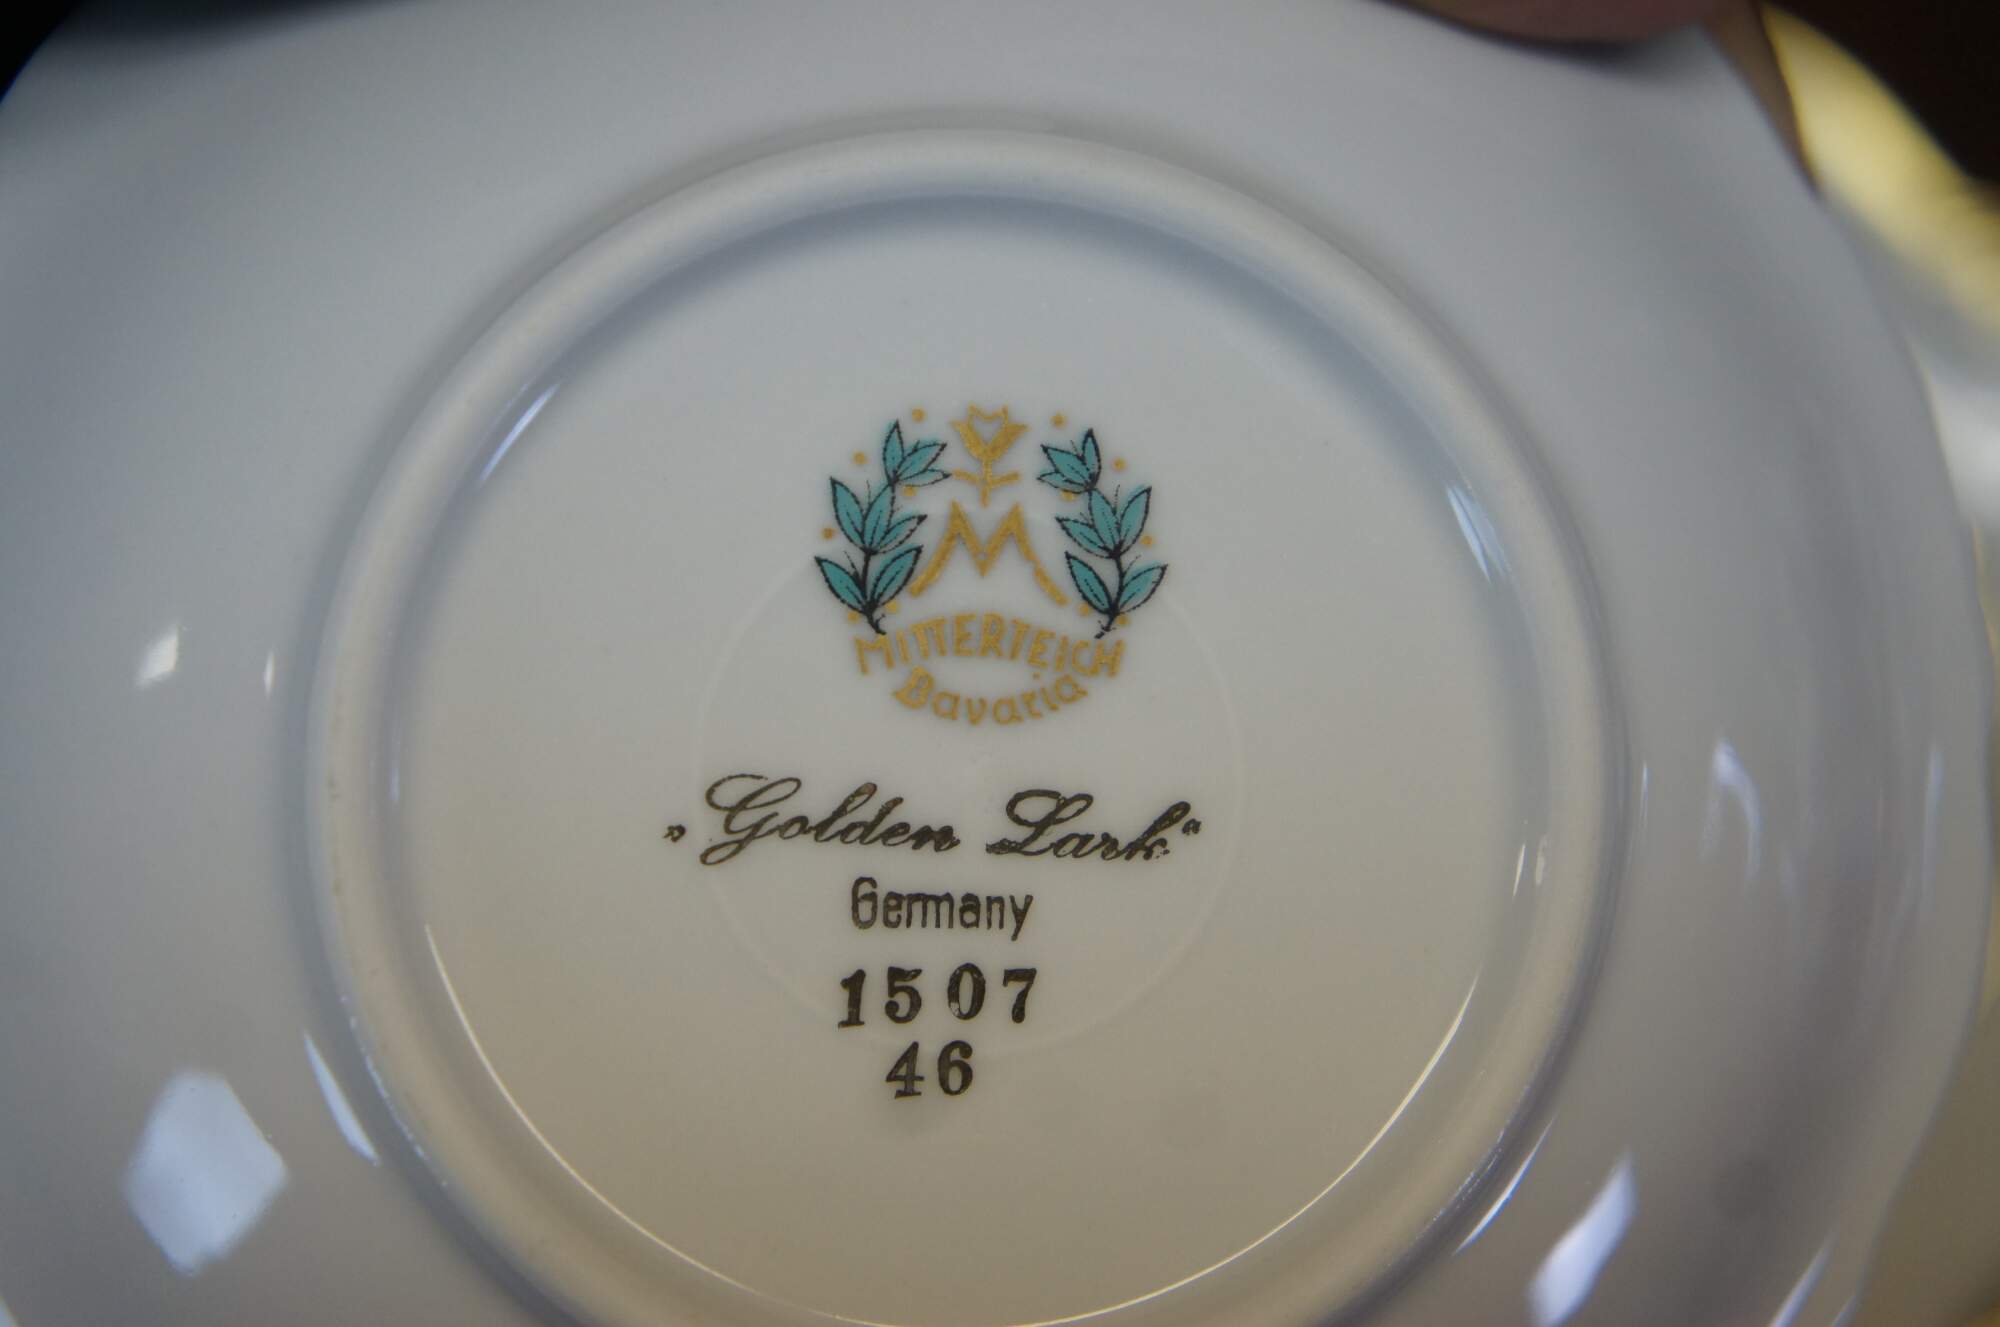 M
MITTERTEICH
Bavaria
„Golden Lark“
Germany
1507
46